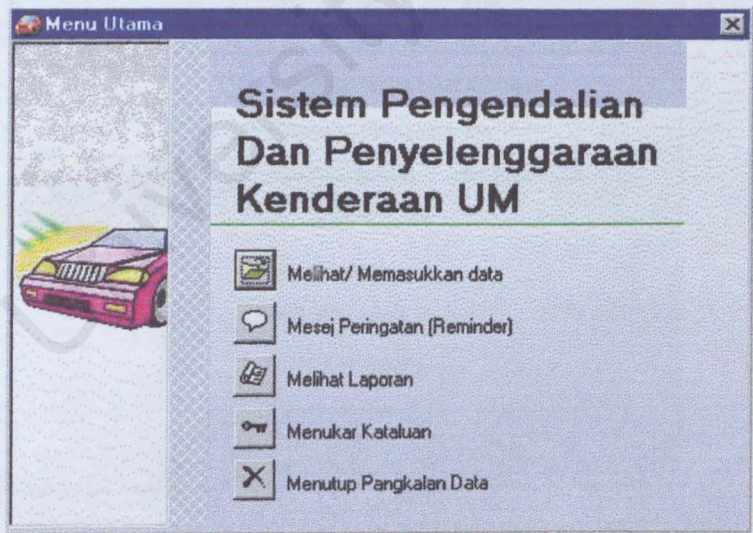 Menu Utama
Sistem Pengendalian
Dan Penyelenggaraan
Kenderaan UM
Melihat/ Memasukkan data
Mesej Peringatan (Reminder)
Melihat Laporan
Menukar Kataluan
Menutup Pangkalan Data